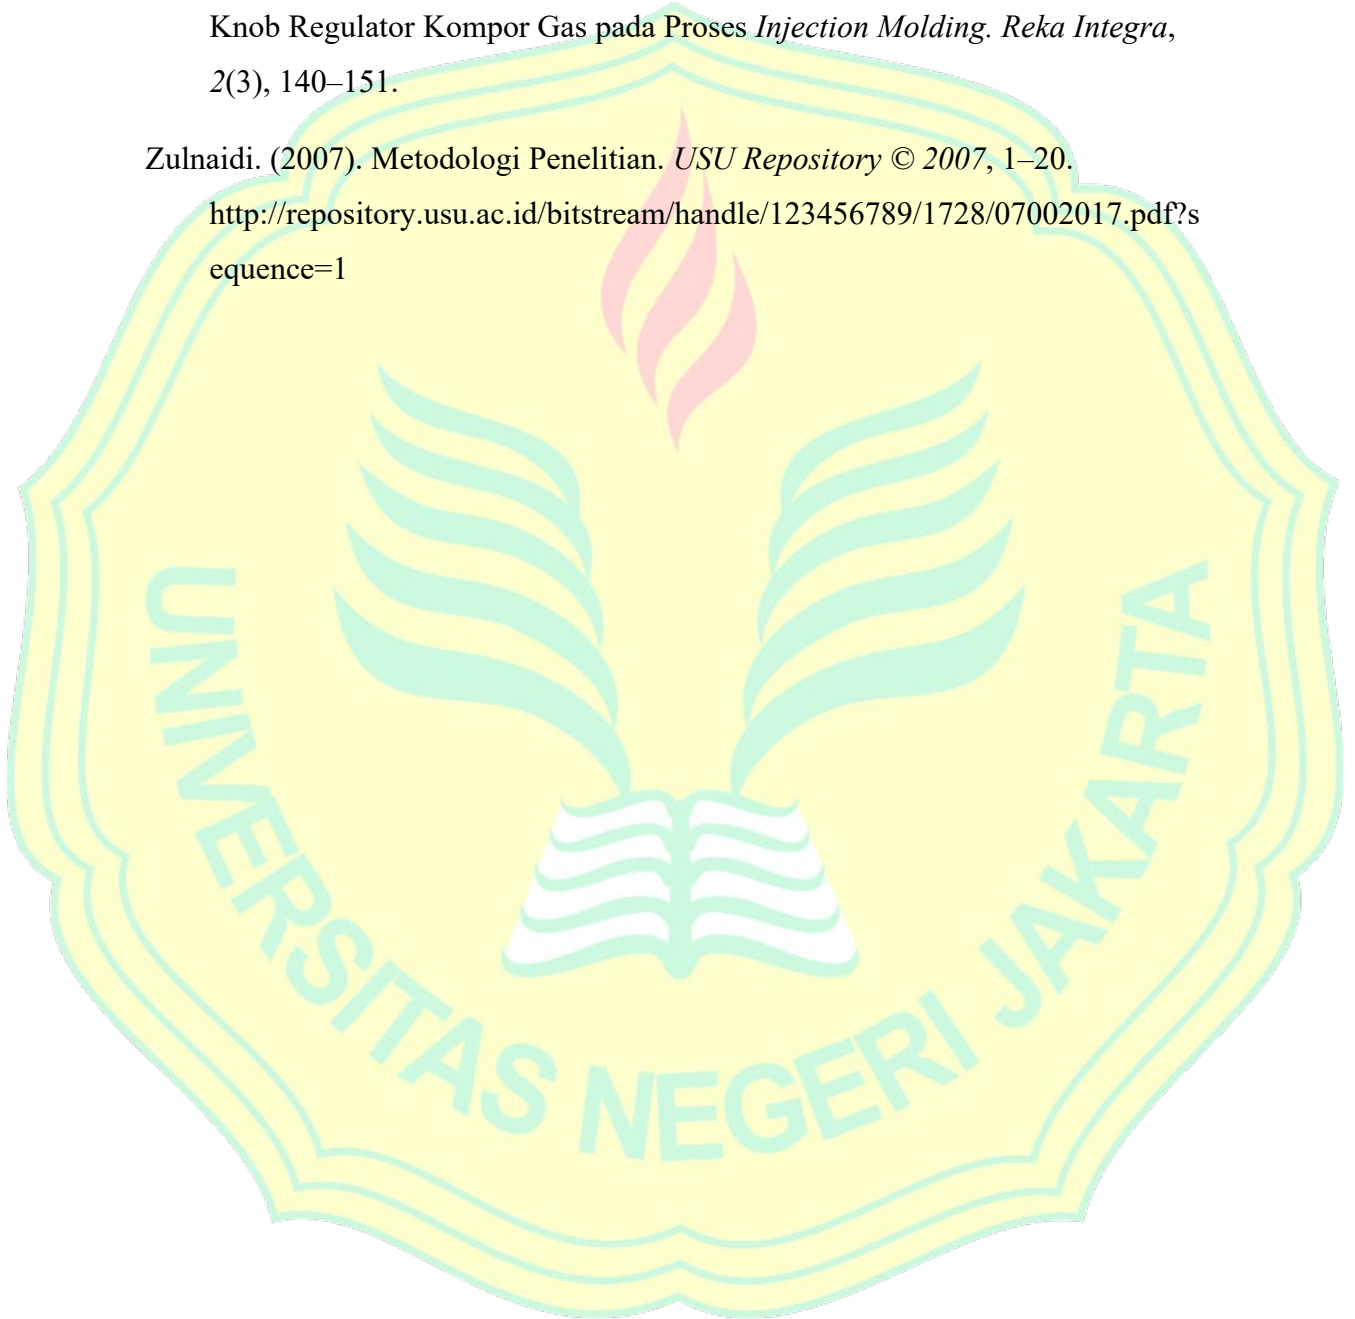 Knob Regulator Kompor Gas pada Proses Injection Molding. Reka Integra,
2(3), 140–151.
Zulnaidi. (2007). Metodologi Penelitian. USU Repository © 2007, 1–20.
http://repository.usu.ac.id/bitstream/handle/123456789/1728/07002017.pdf?s
equence=1
UNIVERSITAS NEGERI JAKARTA